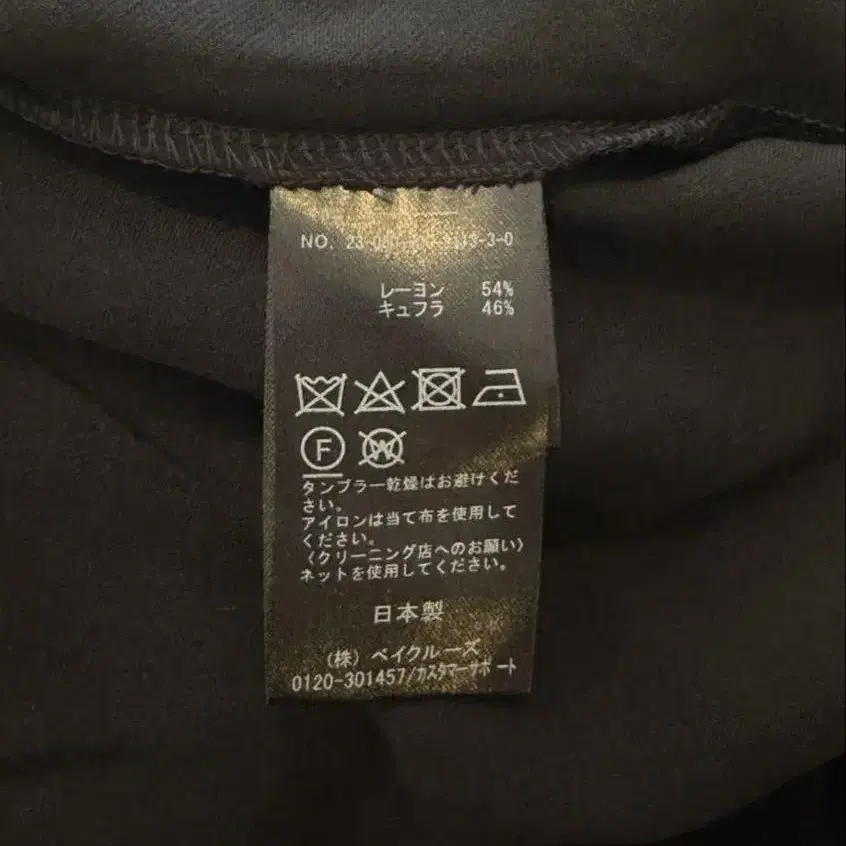 NO. 3-0
レーヨン 54%
キュプラ 46%
F
W
タンブラー乾燥はお避けくだ
さい。
アイロンは当て布を使用して
ください。
〈クリーニング店へのお願い〉
ネットを使用してください。
日本製
(株) ベイクルーズ
0120-301457/カスタマーサポート